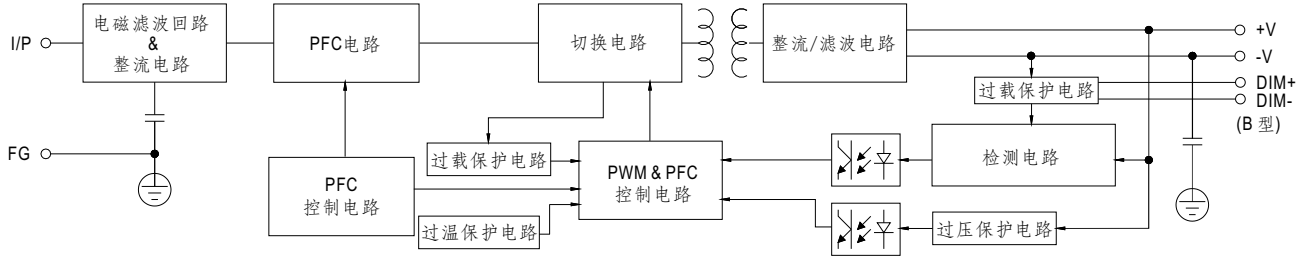 I/P
电磁滤波回路
&
整流电路
PFC电路
切换电路
整流/滤波电路
+V
-V
DIM+
DIM-
(B 型)
过载保护电路
FG
过载保护电路
PWM & PFC
控制电路
检测电路
PFC
控制电路
过温保护电路
过压保护电路